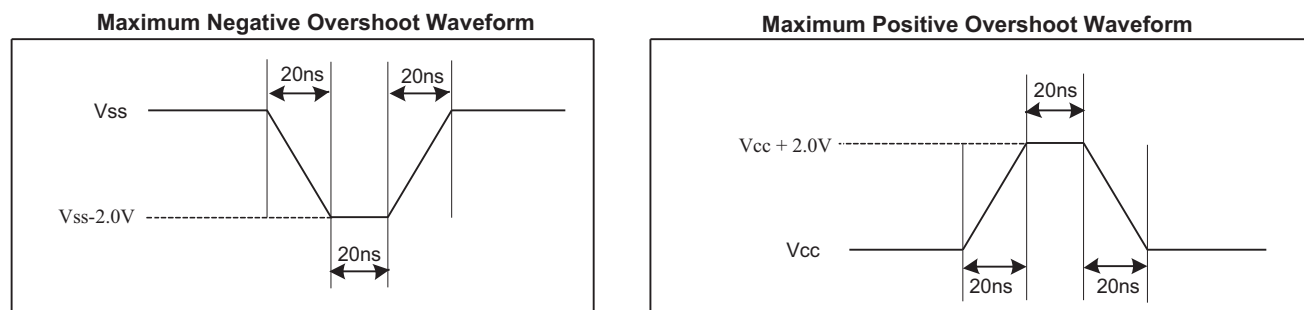 Maximum Negative Overshoot Waveform
20ns
20ns
Vss
Vss-2.0V
20ns
Maximum Positive Overshoot Waveform
20ns
Vcc + 2.0V
Vcc
20ns
20ns